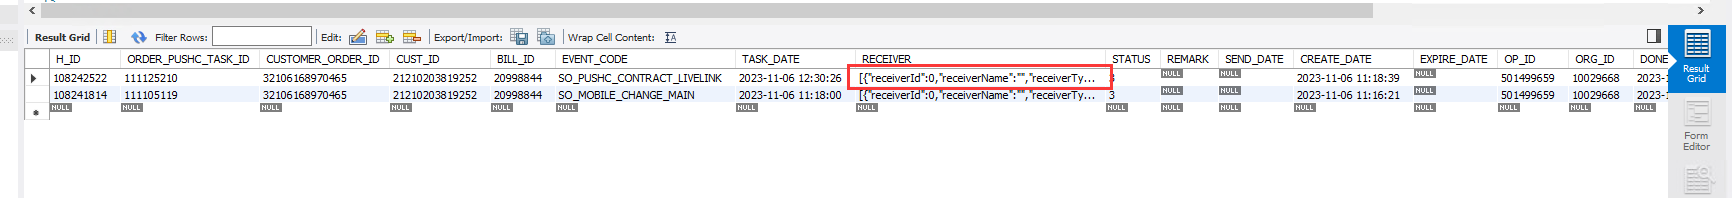 Result Grid Filter Rows: Edit: Export/Import: Wrap Cell Content:
H_ID ORDER_PUSHC_TASK_ID CUSTOMER_ORDER_ID CUST_ID BILL_ID EVENT_CODE TASK_DATE RECEIVER STATUS REMARK SEND_DATE CREATE_DATE EXPIRE_DATE OP_ID ORG_ID DONE
108242522 111125210 32106168970465 21210203819252 20998844 SO_PUSHC_CONTRACT_LIVELINK 2023-11-06 12:30:26 [{"receiverId":0,"receiverName":"","receiverTy... 3 NULL NULL 2023-11-06 11:18:39 NULL 501499659 10029668 2023-
108241814 111105119 32106168970465 21210203819252 20998844 SO_MOBILE_CHANGE_MAIN 2023-11-06 11:18:00 [{"receiverId":0,"receiverName":"","receiverTy... 3 NULL NULL 2023-11-06 11:16:21 NULL 501499659 10029668 2023-
NULL NULL NULL NULL NULL NULL NULL NULL NULL NULL NULL NULL NULL NULL NULL NULL
Result
Grid
Form
Editor